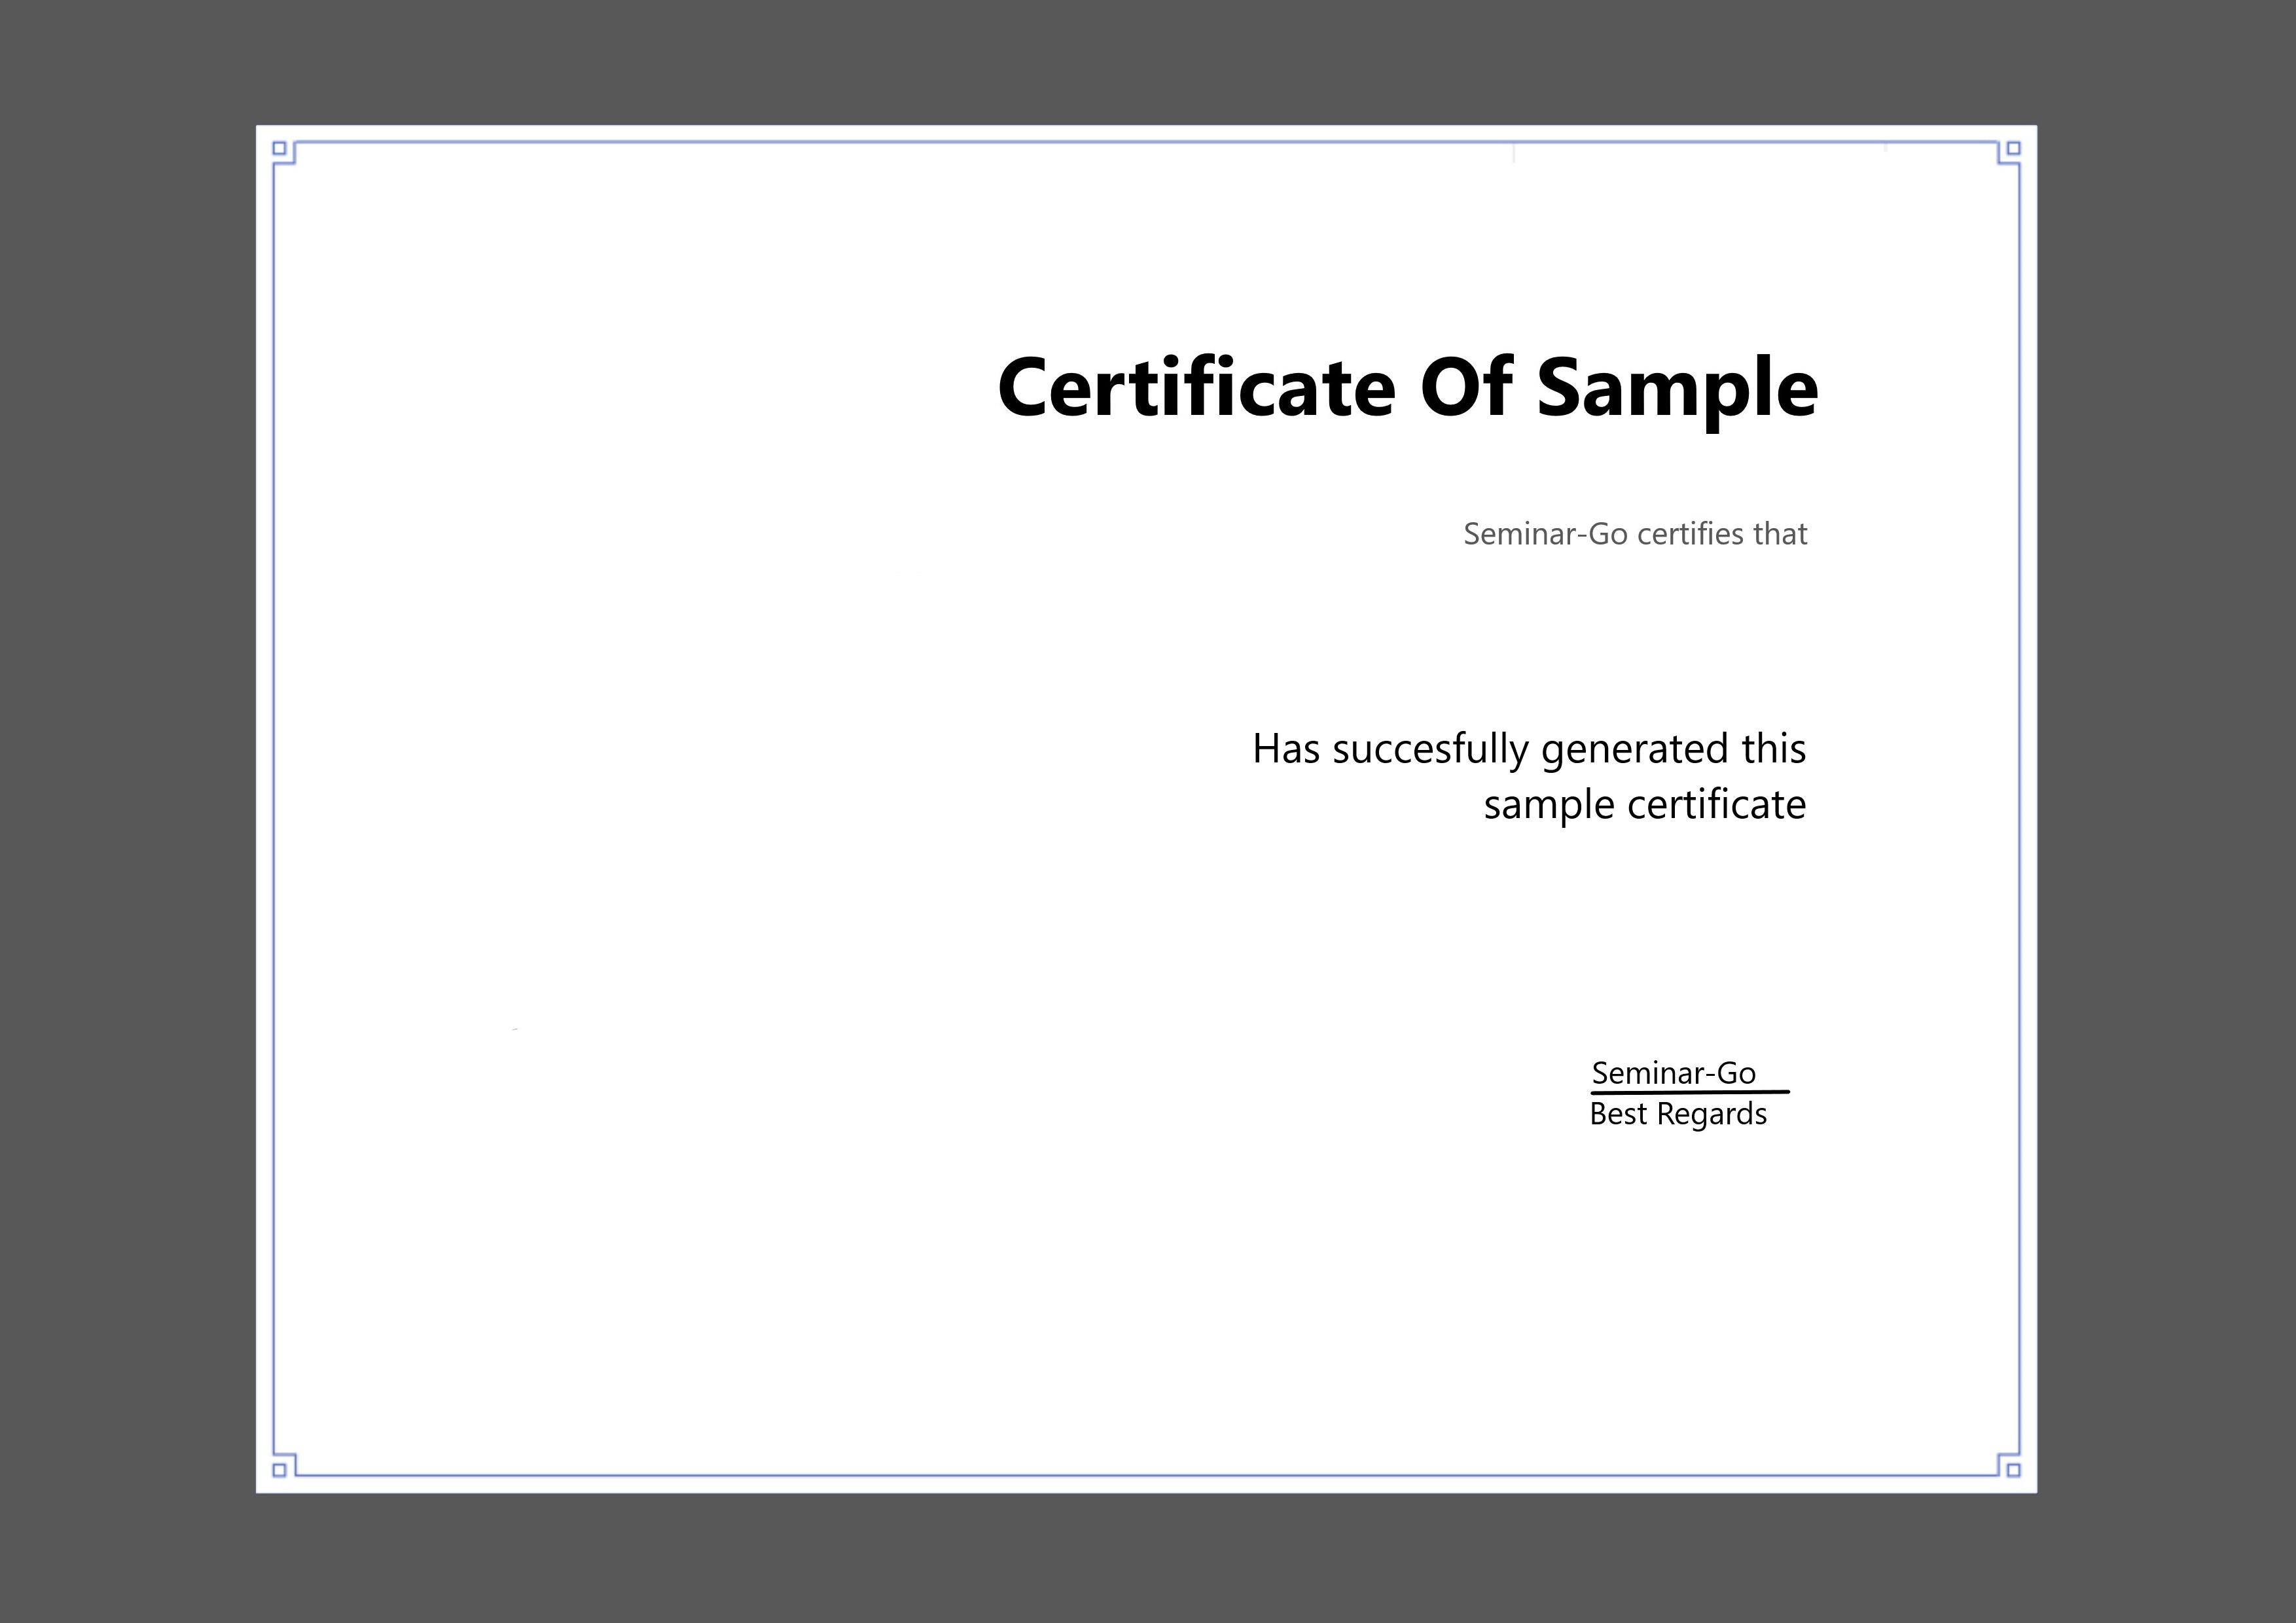 Certificate Of Sample
Seminar-Go certifies that
Has succesfully generated this
sample certificate
Seminar-Go
Best Regards